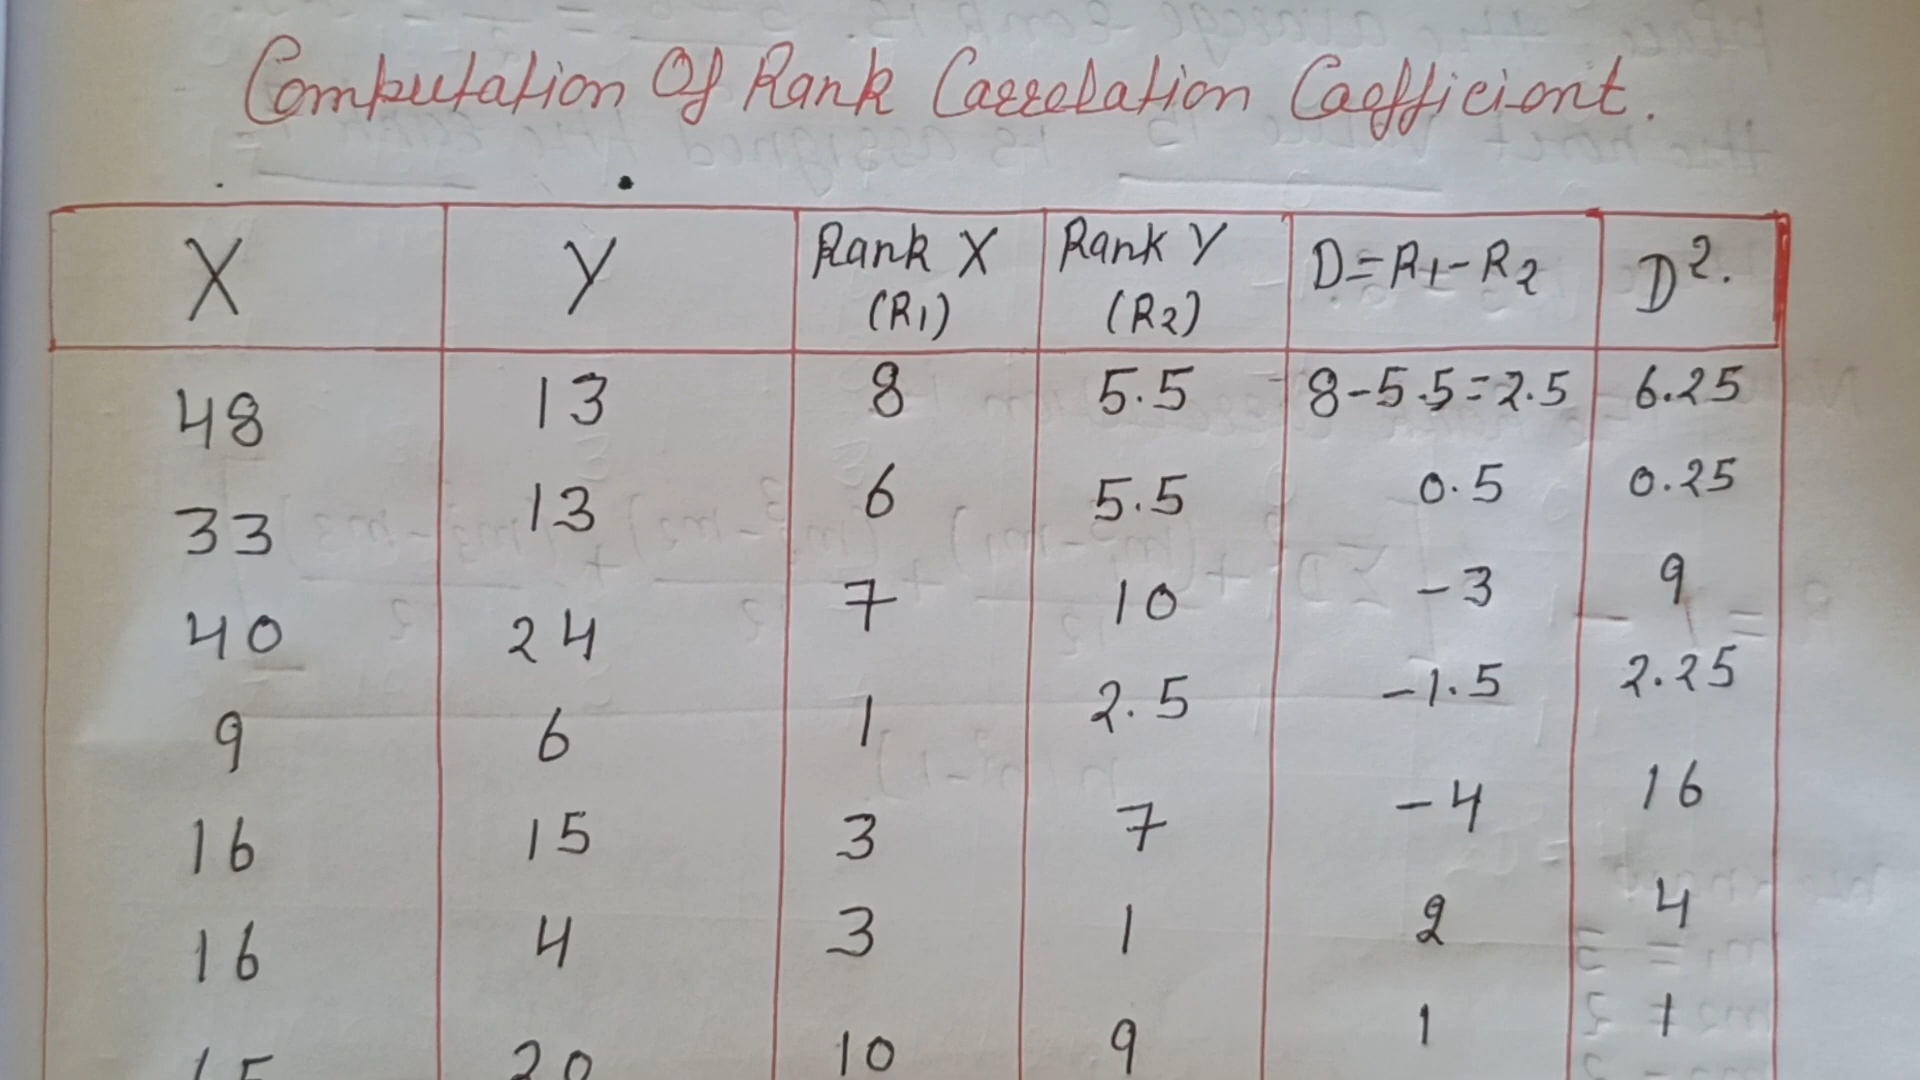 Computation Of Rank Correlation Coefficient.
X Y Rank X (R1) Rank Y (R2) D=R1-R2 D².
48 13 8 5.5 8-5.5=2.5 6.25
33 13 6 5.5 0.5 0.25
40 24 7 10 -3 9
9 6 1 2.5 -1.5 2.25
16 15 3 7 -4 16
16 4 3 1 2 4
20 10 9 1 1